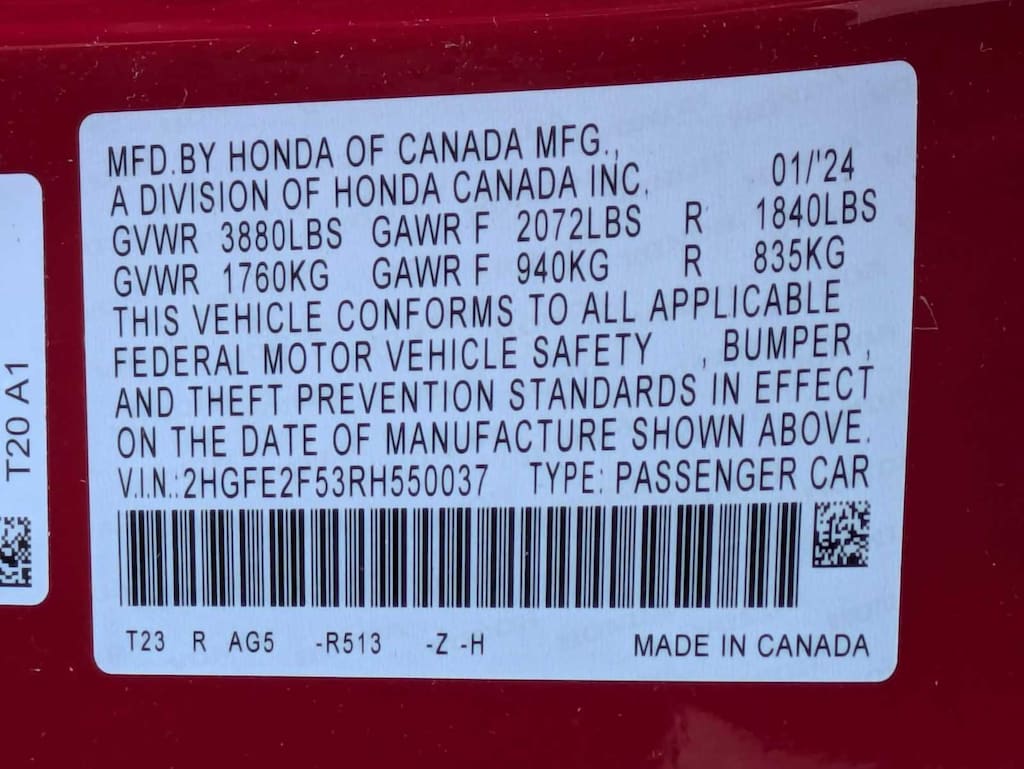 MFD.BY HONDA OF CANADA MFG.,
A DIVISION OF HONDA CANADA INC. 01/'24
GVWR 3880LBS GAWR F 2072LBS R 1840LBS
GVWR 1760KG GAWR F 940KG R 835KG
THIS VEHICLE CONFORMS TO ALL APPLICABLE
FEDERAL MOTOR VEHICLE SAFETY , BUMPER ,
AND THEFT PREVENTION STANDARDS IN EFFECT
ON THE DATE OF MANUFACTURE SHOWN ABOVE.
V.I.N.:2HGFE2F53RH550037 TYPE: PASSENGER CAR
T23 R AG5 -R513 -Z -H MADE IN CANADA
T20 A1